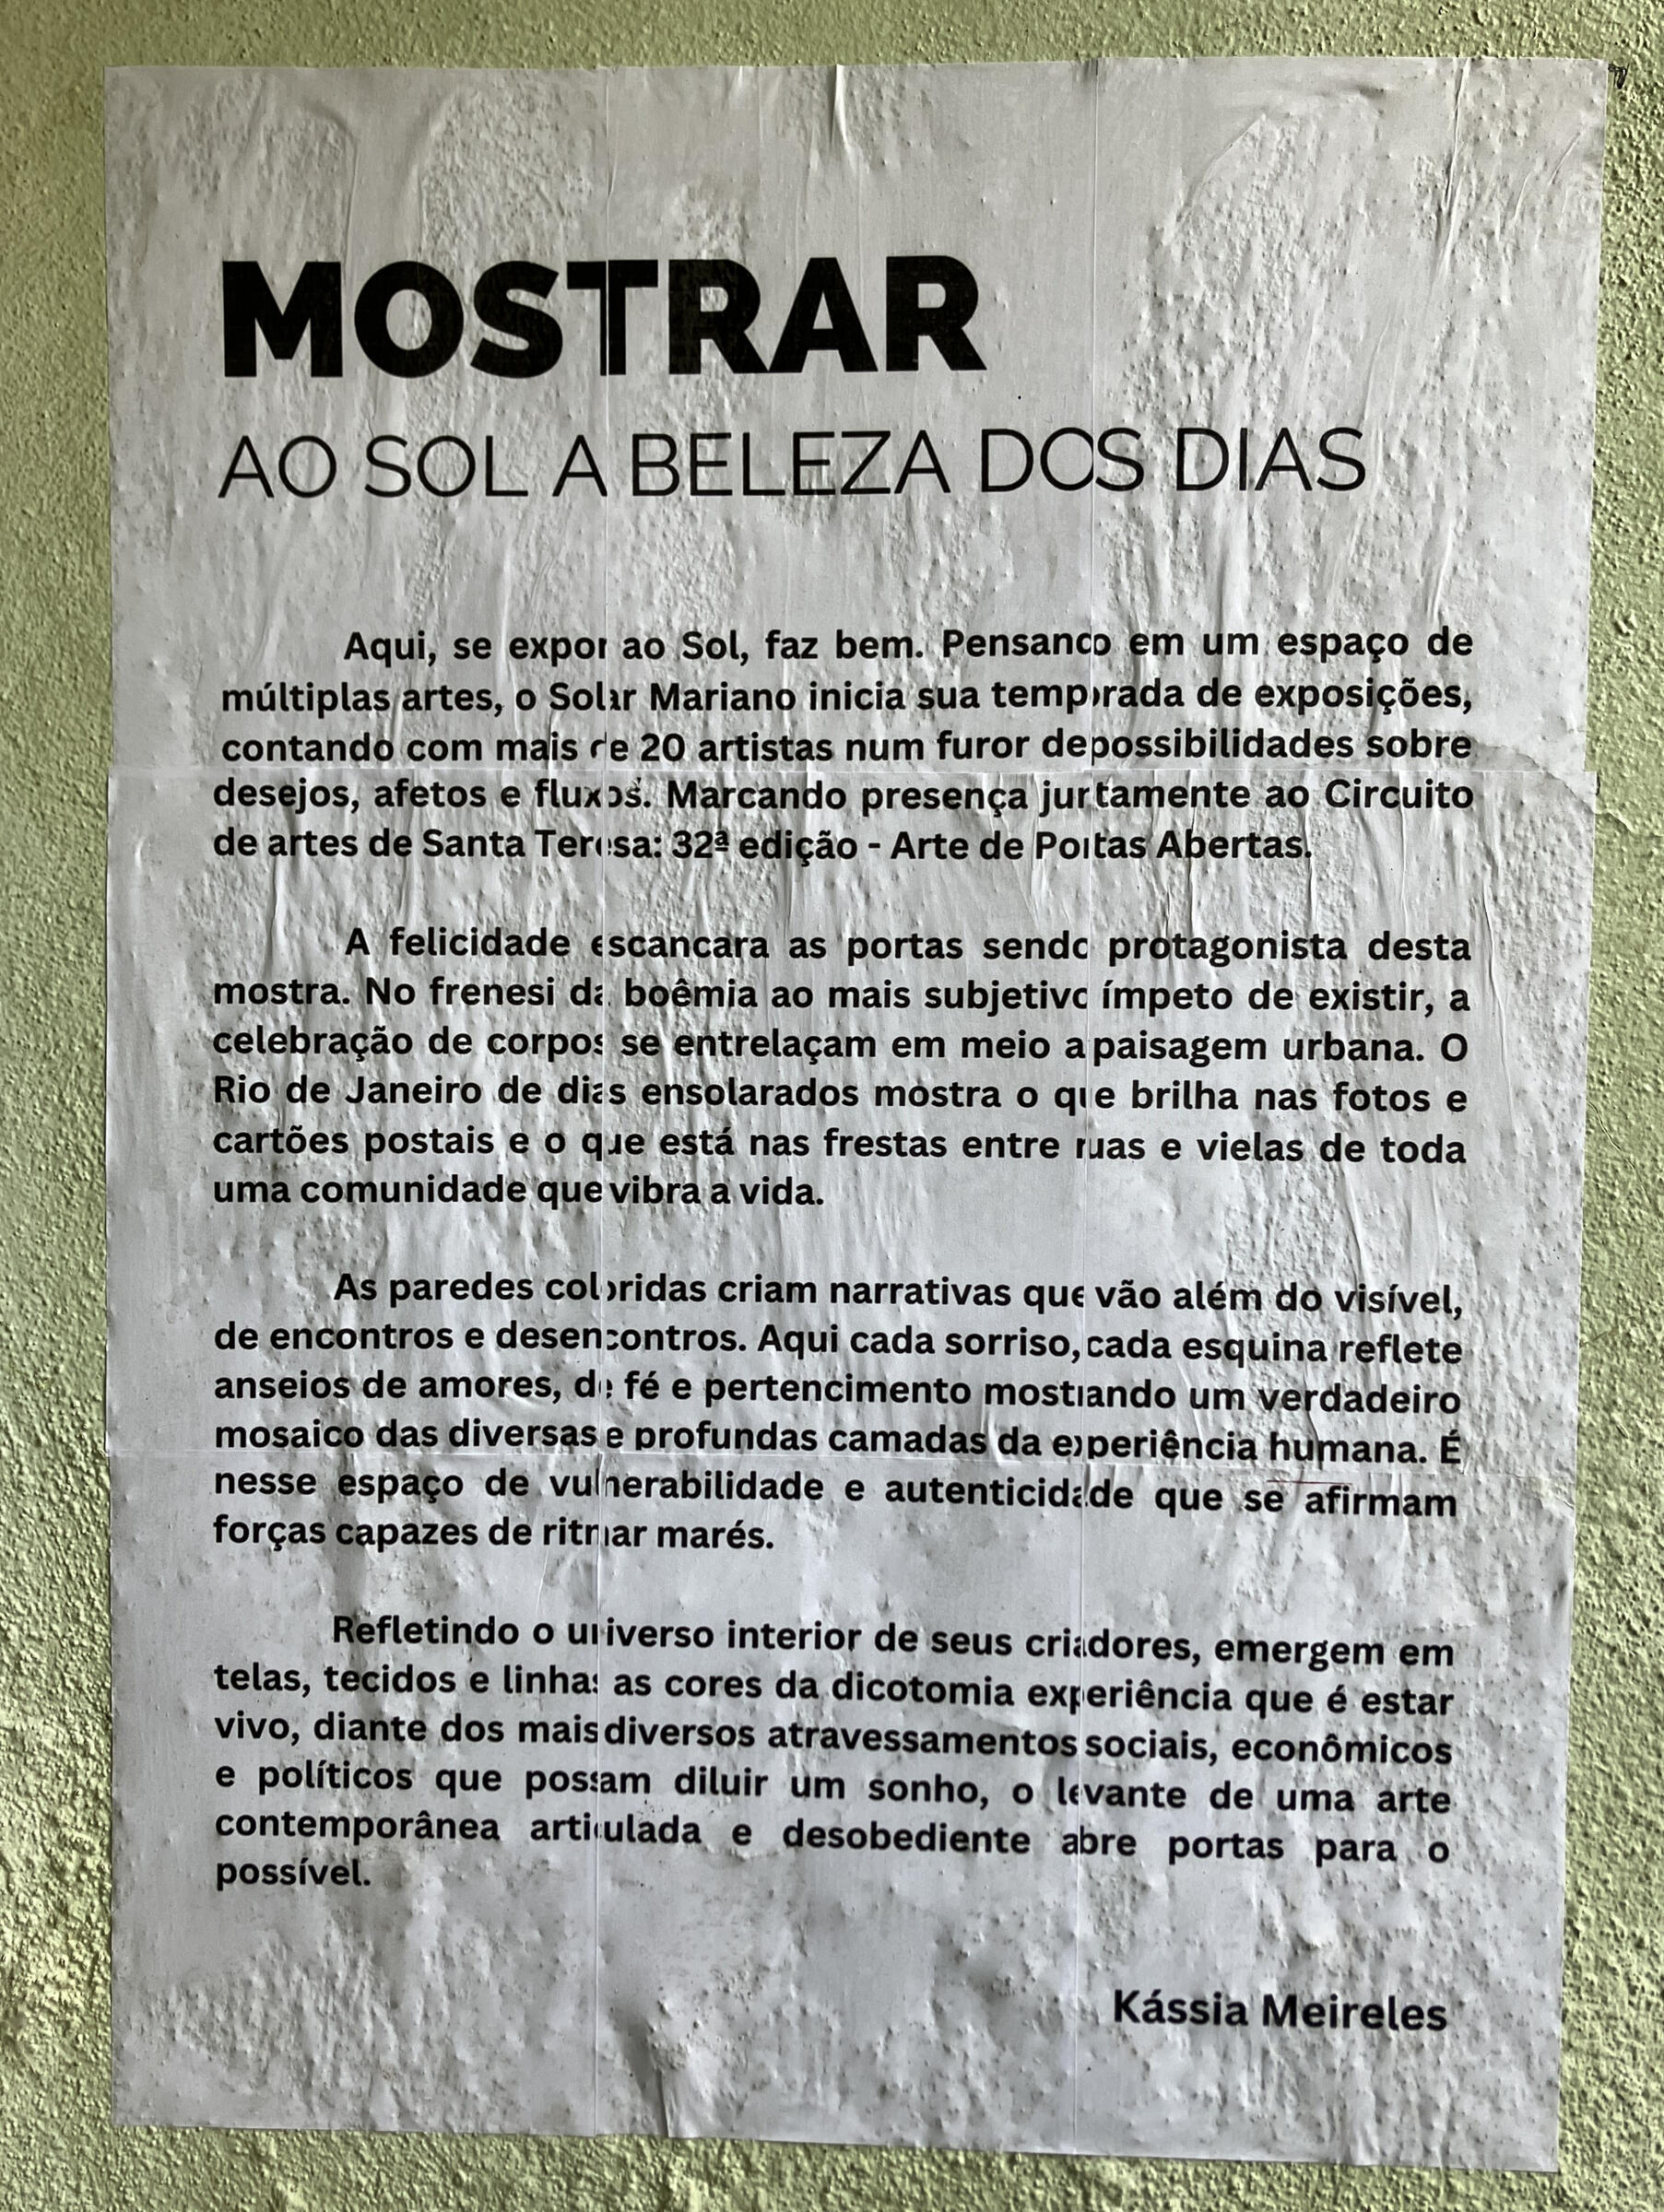 MOSTRAR
AO SOL A BELEZA DOS DIAS
Aqui, se expor ao Sol, faz bem. Pensando em um espaço de
múltiplas artes, o Solar Mariano inicia sua temporada de exposições,
contando com mais de 20 artistas num furor de possibilidades sobre
desejos, afetos e fluxos. Marcando presença juntamente ao Circuito
de artes de Santa Teresa: 32ª edição - Arte de Portas Abertas.
A felicidade escancara as portas sendo protagonista desta
mostra. No frenesi da boêmia ao mais subjetivo ímpeto de existir, a
celebração de corpos se entrelaçam em meio a paisagem urbana. O
Rio de Janeiro de dias ensolarados mostra o que brilha nas fotos e
cartões postais e o que está nas frestas entre ruas e vielas de toda
uma comunidade que vibra a vida.
As paredes coloridas criam narrativas que vão além do visível,
de encontros e desencontros. Aqui cada sorriso, cada esquina reflete
anseios de amores, de fé e pertencimento mostrando um verdadeiro
mosaico das diversas e profundas camadas da experiência humana. É
nesse espaço de vulnerabilidade e autenticidade que se afirmam
forças capazes de ritmar marés.
Refletindo o universo interior de seus criadores, emergem em
telas, tecidos e linhas as cores da dicotomia experiência que é estar
vivo, diante dos mais diversos atravessamentos sociais, econômicos
e políticos que possam diluir um sonho, o levante de uma arte
contemporânea articulada e desobediente abre portas para o
possível.
Kássia Meireles